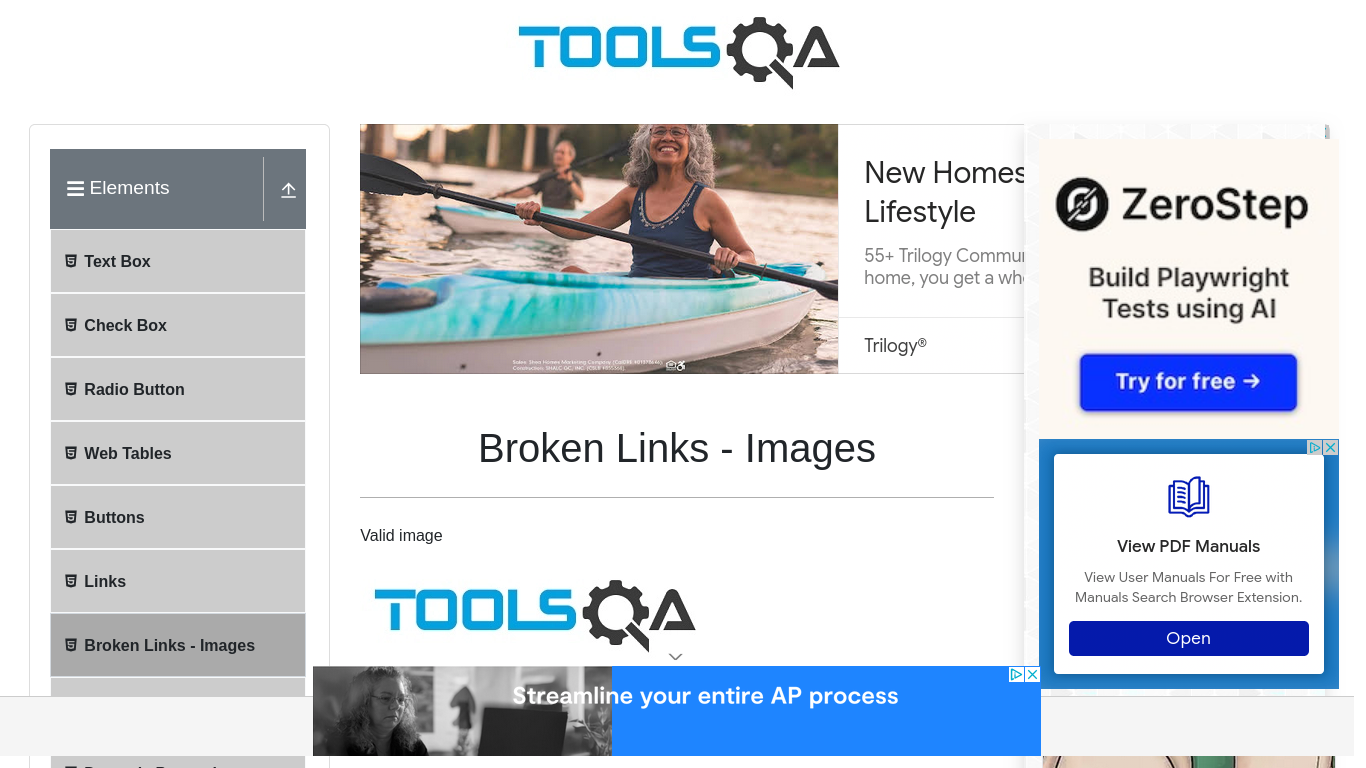 TOOLSQA
Elements
Text Box
Check Box
Radio Button
Web Tables
Buttons
Links
Broken Links - Images
New Homes
Lifestyle
55+ Trilogy
home, you get a
Trilogy®
Broken Links - Images
Valid image
TOOLSQA
ZeroStep
Build Playwright
Tests using AI
Try for free →
View PDF Manuals
View User Manuals For Free with
Manuals Search Browser Extension.
Open
Streamline your entire AP process